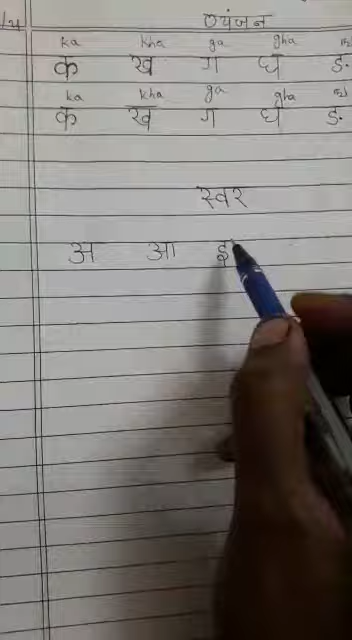 व्यंजन
ka kha ga gha
क ख ग घ ङ
ka kha ga gha
क ख ग घ ङ
स्वर
अ आ इ